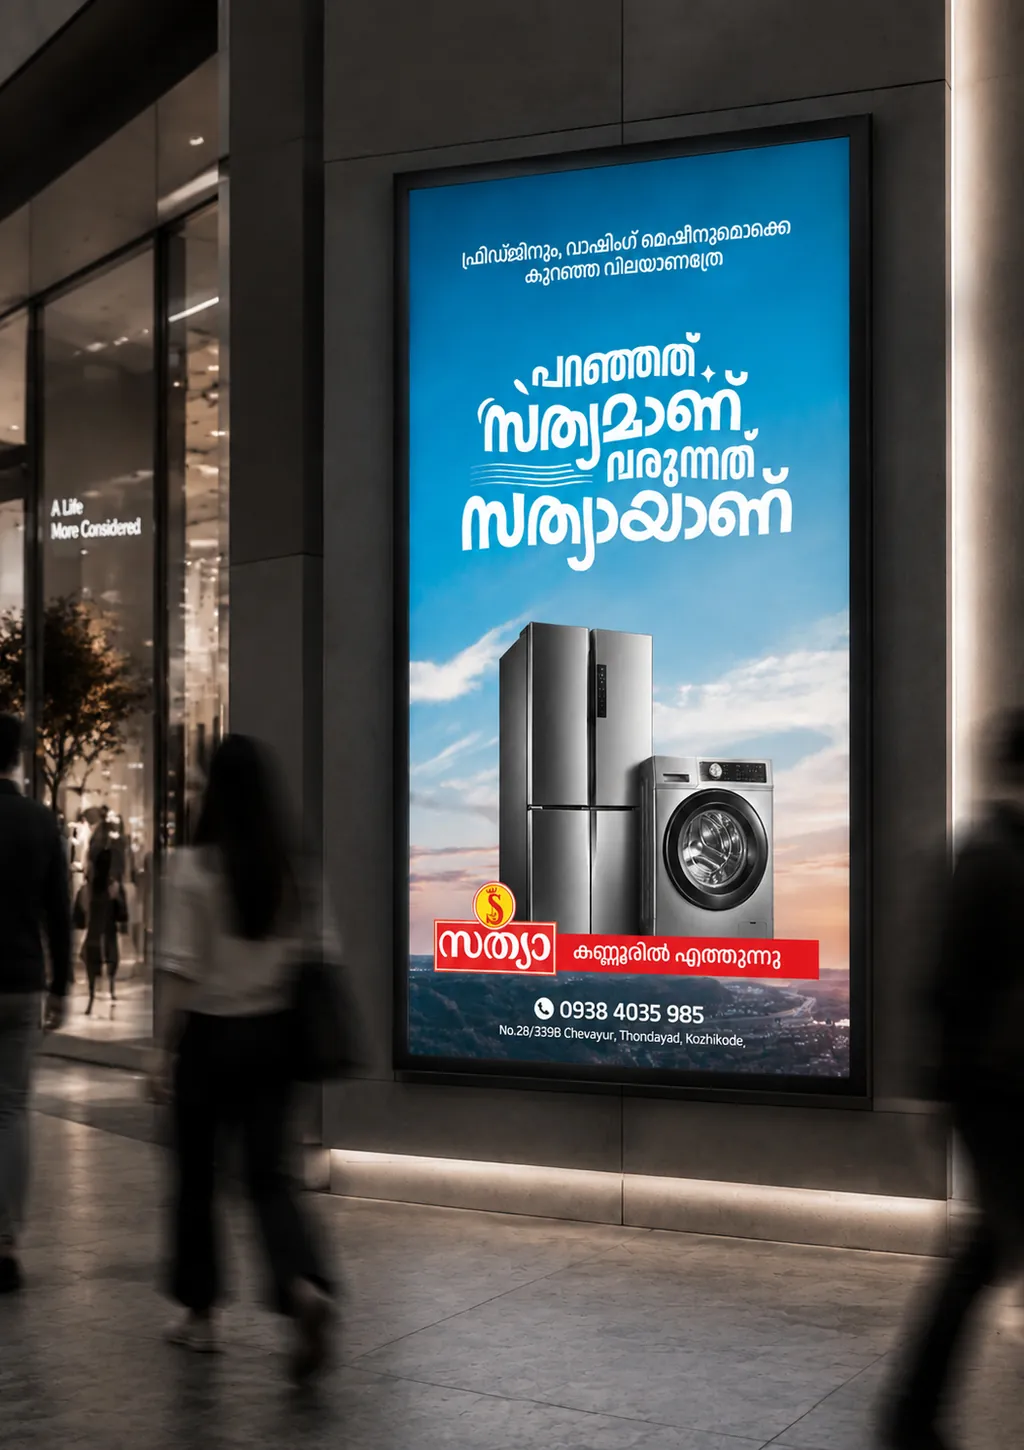 A Life
More Considered
ഫ്രിഡ്ജിനും, വാഷിംഗ് മെഷീനുമൊക്കെ
കുറഞ്ഞ വിലയാണത്രേ
പറഞ്ഞത്
സത്യമാണ്
വരുന്നത്
സത്യായാണ്
S
സത്യാ
കണ്ണൂരിൽ എത്തുന്നു
0938 4035 985
No.28/339B Chevayur, Thondayad, Kozhikode,